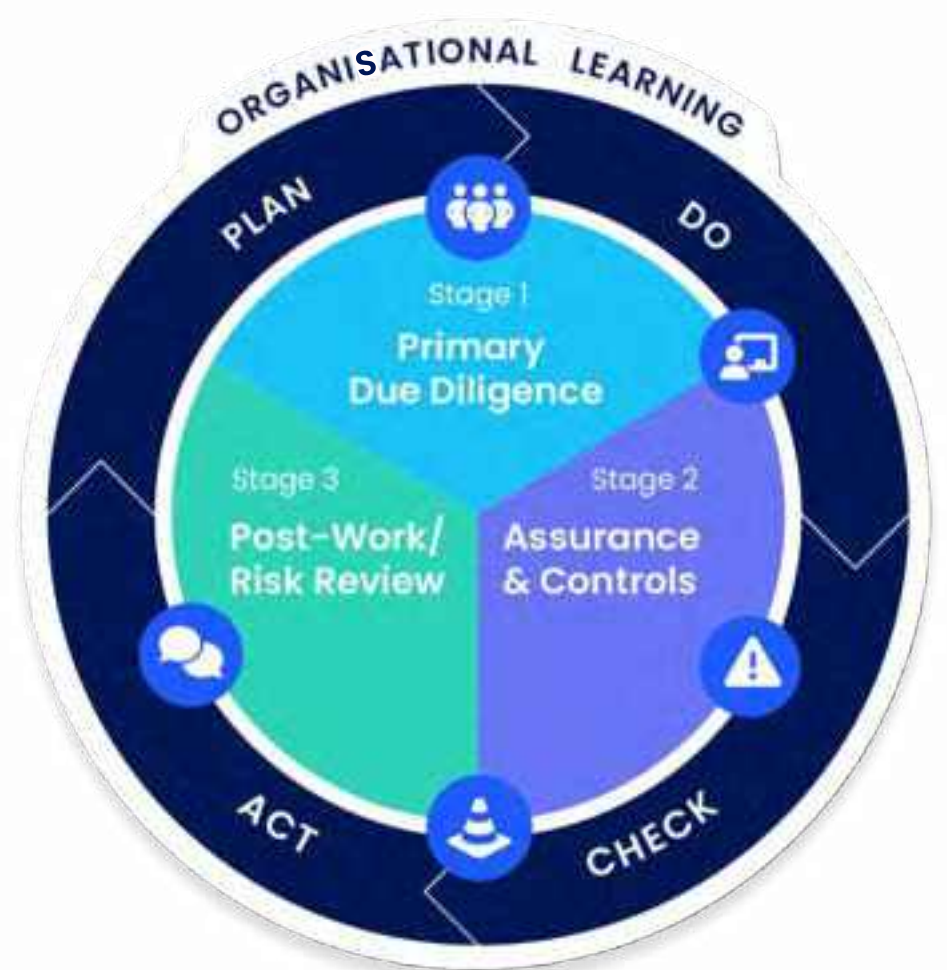 ORGANISATIONAL LEARNING
PLAN
DO
Stage 1
Primary
Due Diligence
Stage 3
Post-Work/
Risk Review
Stage 2
Assurance
& Controls
ACT
CHECK